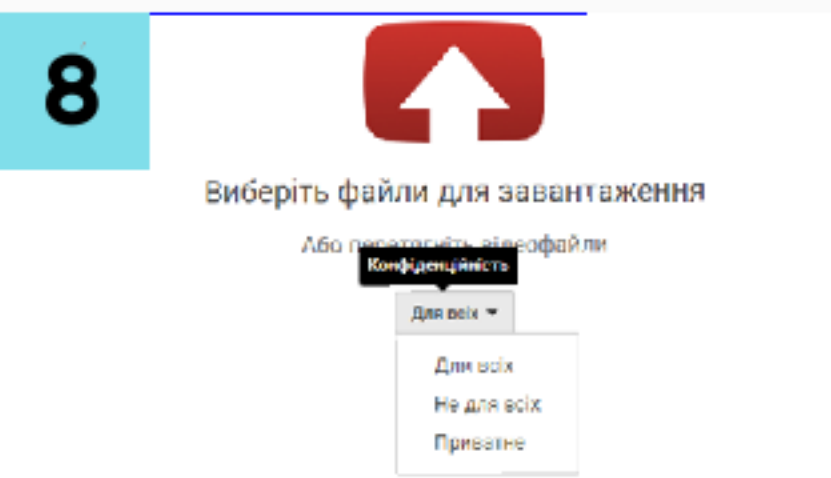 8
Виберіть файли для завантаження
Або перетягніть відеофайли
Конфіденційність
Для всіх
Для всіх
Не для всіх
Приватне